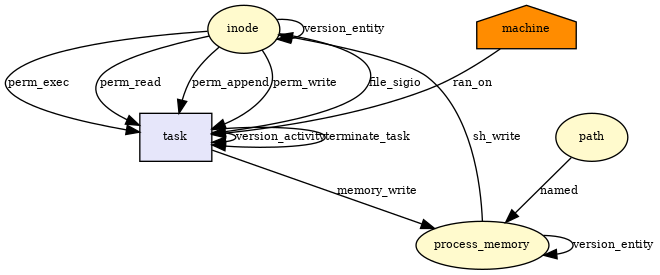 inode
version_entity
machine
perm_exec
perm_read
perm_append
perm_write
file_sigio
ran_on
task
version_activity
terminate_task
sh_write
path
memory_write
named
process_memory
version_entity